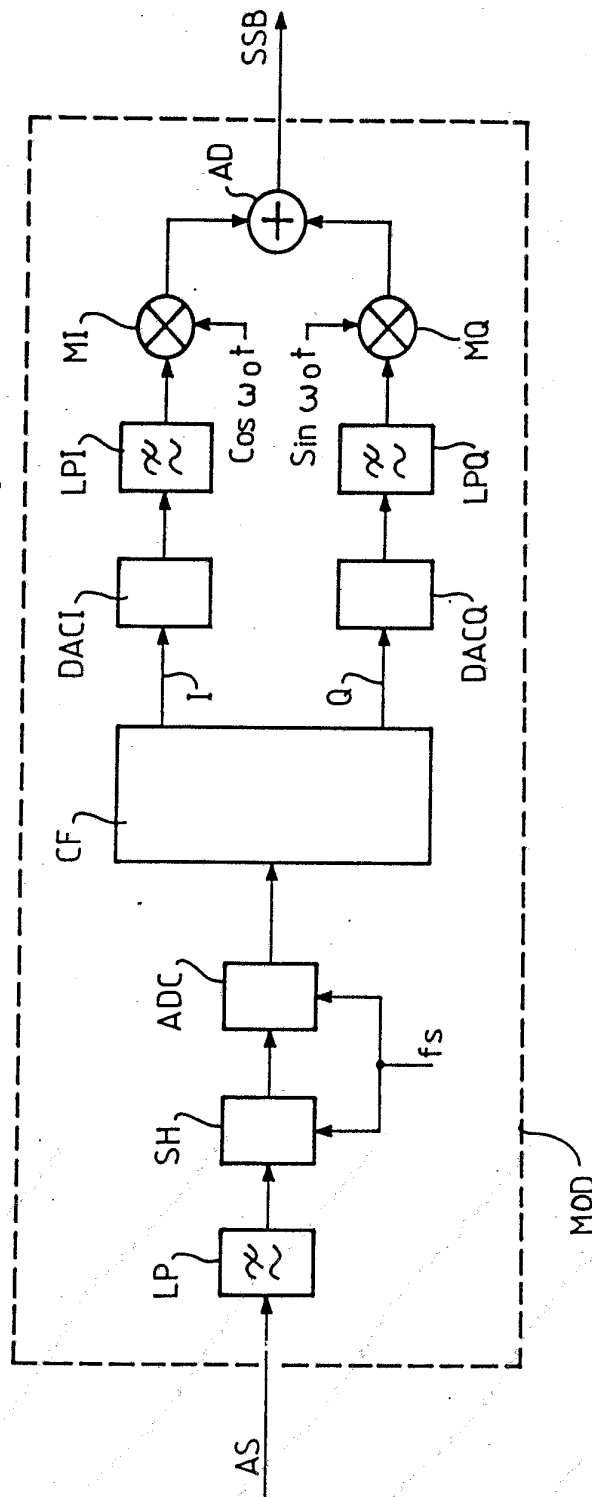 AS
LP
SH
ADC
fs
CF
I
Q
DACI
DACQ
LPI
LPQ
MI
Cos ω₀t
Sin ω₀t
MQ
AD
SSB
MOD